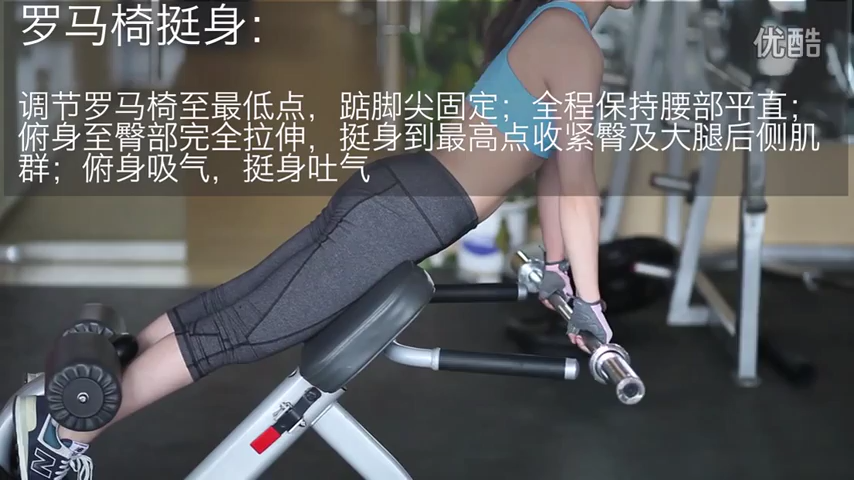 罗马椅挺身：
优酷
调节罗马椅至最低点，踮脚尖固定；全程保持腰部平直；
俯身至臀部完全拉伸，挺身到最高点收紧臀及大腿后侧肌
群；俯身吸气，挺身吐气
N